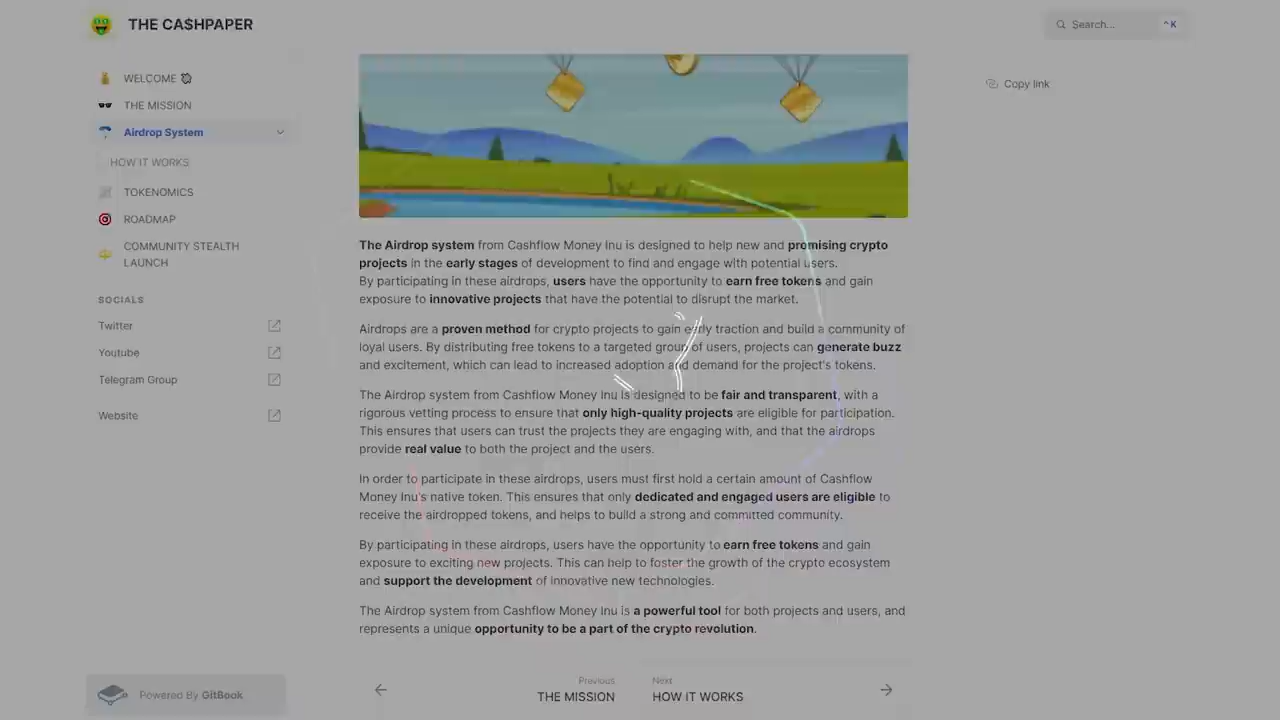 THE CA$HPAPER
Search...
^K
WELCOME
THE MISSION
Airdrop System
HOW IT WORKS
TOKENOMICS
ROADMAP
COMMUNITY STEALTH
LAUNCH
SOCIALS
Twitter
Youtube
Telegram Group
Website
Powered By GitBook
Copy link
The Airdrop system from Cashflow Money Inu is designed to help new and promising crypto
projects in the early stages of development to find and engage with potential users.
By participating in these airdrops, users have the opportunity to earn free tokens and gain
exposure to innovative projects that have the potential to disrupt the market.
Airdrops are a proven method for crypto projects to gain early traction and build a community of
loyal users. By distributing free tokens to a targeted group of users, projects can generate buzz
and excitement, which can lead to increased adoption and demand for the project's tokens.
The Airdrop system from Cashflow Money Inu is designed to be fair and transparent, with a
rigorous vetting process to ensure that only high-quality projects are eligible for participation.
This ensures that users can trust the projects they are engaging with, and that the airdrops
provide real value to both the project and the users.
In order to participate in these airdrops, users must first hold a certain amount of Cashflow
Money Inu's native token. This ensures that only dedicated and engaged users are eligible to
receive the airdropped tokens, and helps to build a strong and committed community.
By participating in these airdrops, users have the opportunity to earn free tokens and gain
exposure to exciting new projects. This can help to foster the growth of the crypto ecosystem
and support the development of innovative new technologies.
The Airdrop system from Cashflow Money Inu is a powerful tool for both projects and users, and
represents a unique opportunity to be a part of the crypto revolution.
Previous
THE MISSION
Next
HOW IT WORKS